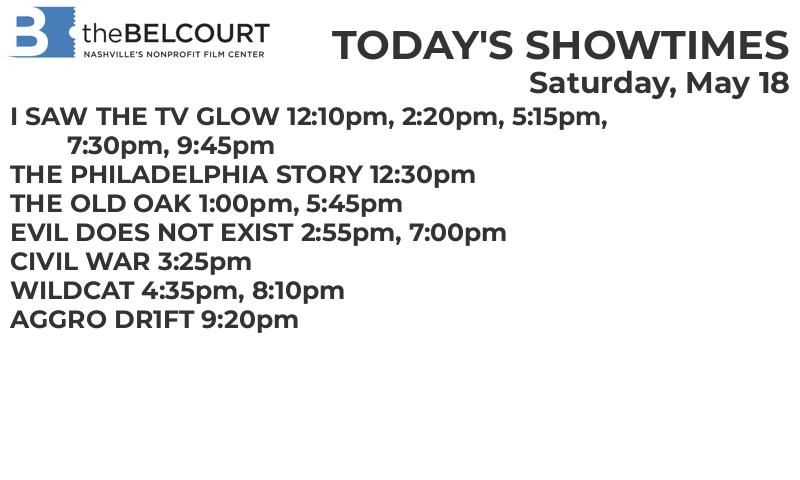 B theBELCOURT
NASHVILLE'S NONPROFIT FILM CENTER
TODAY'S SHOWTIMES
Saturday, May 18
I SAW THE TV GLOW 12:10pm, 2:20pm, 5:15pm,
7:30pm, 9:45pm
THE PHILADELPHIA STORY 12:30pm
THE OLD OAK 1:00pm, 5:45pm
EVIL DOES NOT EXIST 2:55pm, 7:00pm
CIVIL WAR 3:25pm
WILDCAT 4:35pm, 8:10pm
AGGRO DR1FT 9:20pm